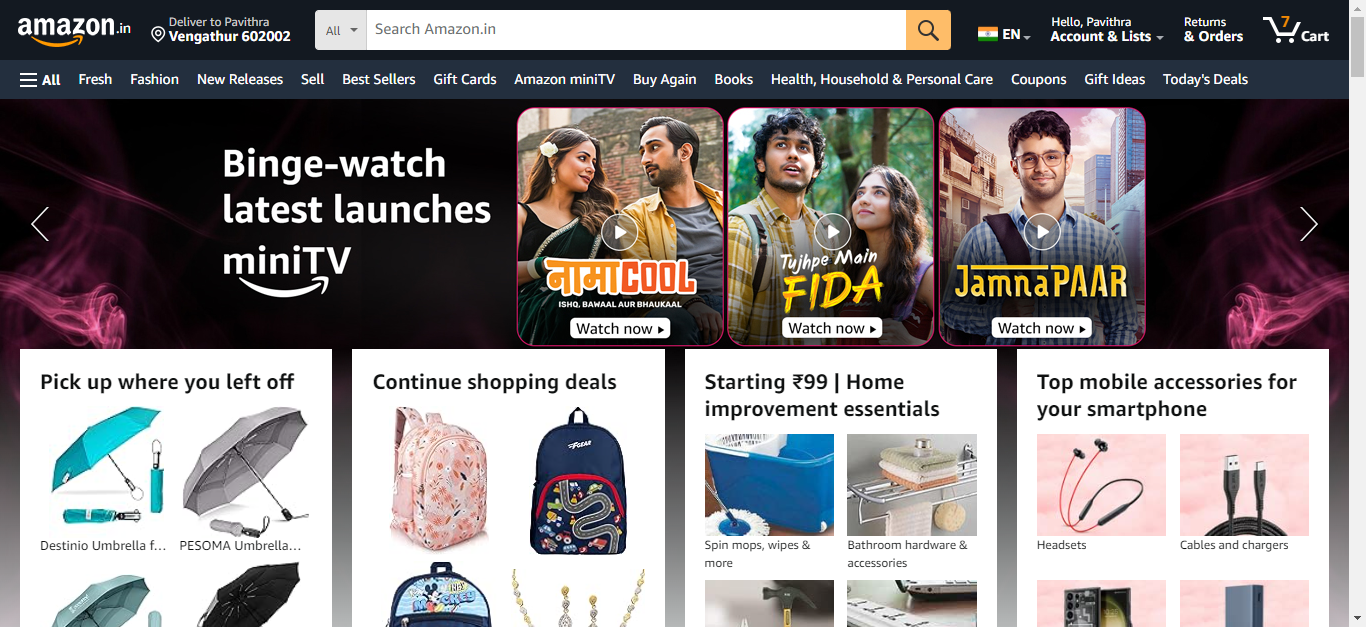 amazon.in
Deliver to Pavithra
Vengathur 602002
All
Search Amazon.in
EN
Hello, Pavithra
Account & Lists
Returns
& Orders
7
Cart
All
Fresh
Fashion
New Releases
Sell
Best Sellers
Gift Cards
Amazon miniTV
Buy Again
Books
Health, Household & Personal Care
Coupons
Gift Ideas
Today's Deals
Binge-watch
latest launches
miniTV
नामाCOOL
ISHQ, BAWAAL AUR BHAUKAAL
Watch now
Tujhpe Main
FIDA
Watch now
JamnaPAAR
Watch now
Pick up where you left off
Destinio Umbrella f...
PESOMA Umbrella...
Continue shopping deals
FGEAR
MICKEY
Starting ₹99 | Home
improvement essentials
Spin mops, wipes &
more
Bathroom hardware &
accessories
Top mobile accessories for
your smartphone
Headsets
Cables and chargers